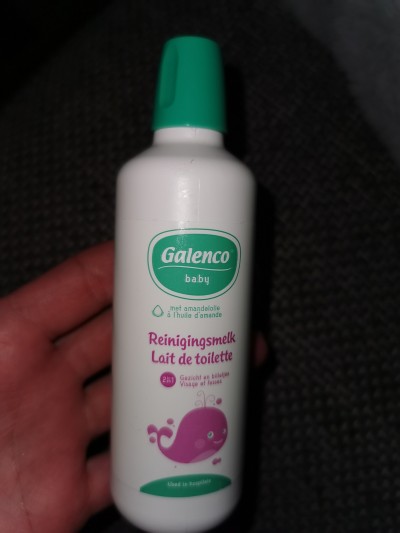 Galenco
baby
met amandelolie
à l'huile d'amande
Reinigingsmelk
Lait de toilette
2in1
Gezicht en billetjes
Visage et fesses
Used in hospitals